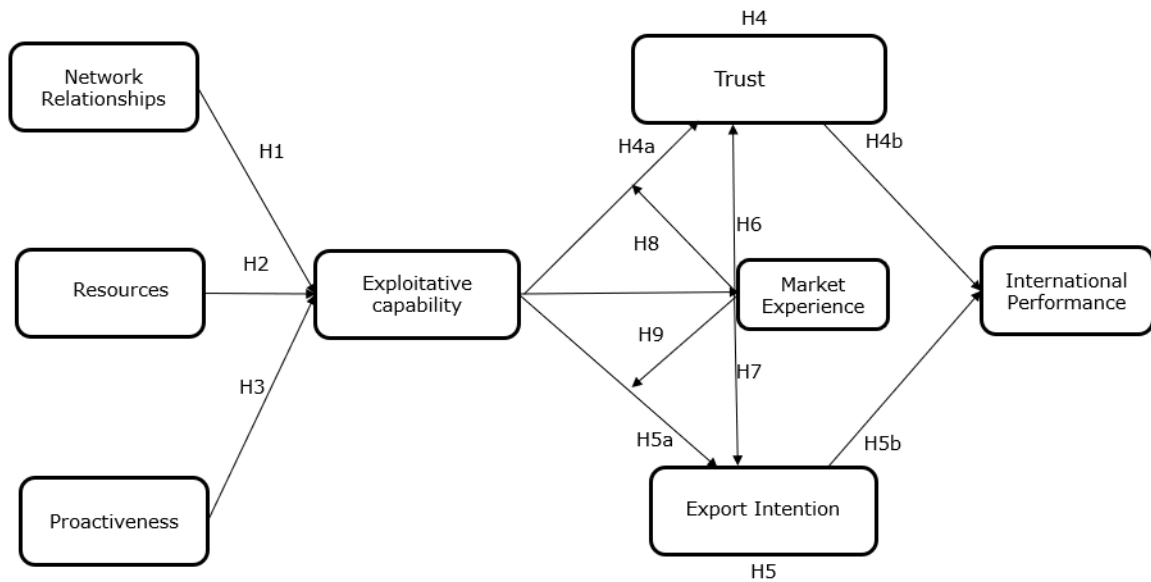 H4
Network
Relationships
Trust
H1
H4a
H4b
H6
H8
H2
Resources
Exploitative
capability
Market
Experience
International
Performance
H9
H7
H3
H5a
H5b
Proactiveness
Export Intention
H5